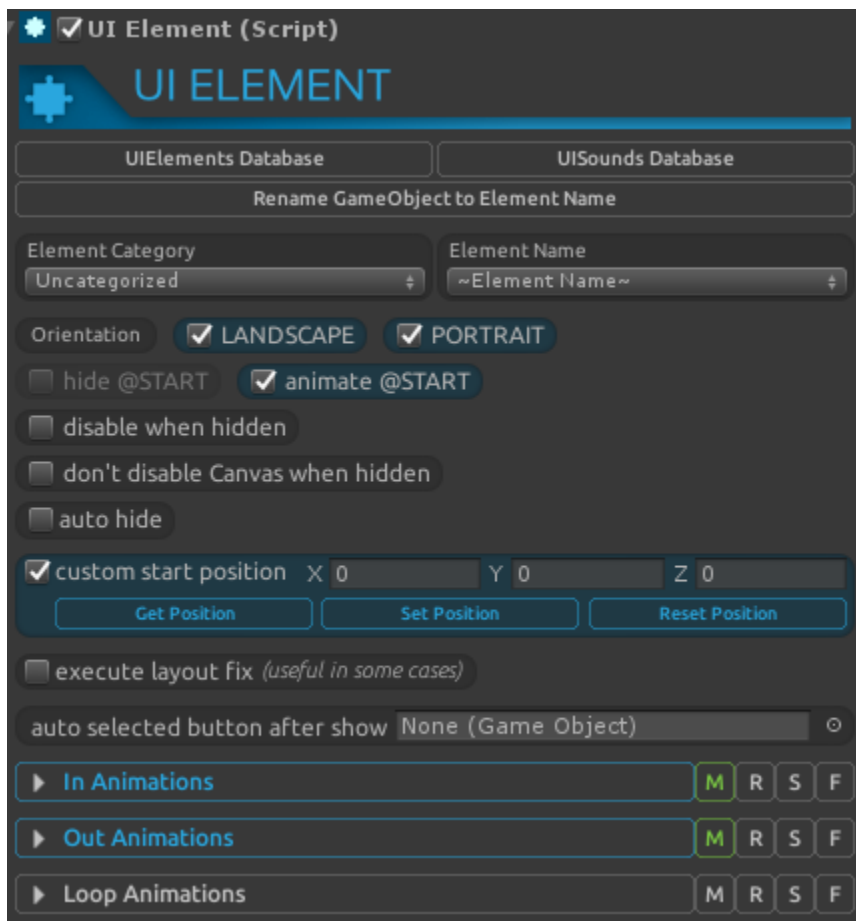 UI Element (Script)
UI ELEMENT
UIElements Database UISounds Database
Rename GameObject to Element Name
Element Category Element Name
Uncategorized ~Element Name~
Orientation LANDSCAPE PORTRAIT
hide @START animate @START
disable when hidden
don't disable Canvas when hidden
auto hide
custom start position X 0 Y 0 Z 0
Get Position Set Position Reset Position
execute layout fix (useful in some cases)
auto selected button after show None (Game Object)
In Animations M R S F
Out Animations M R S F
Loop Animations M R S F